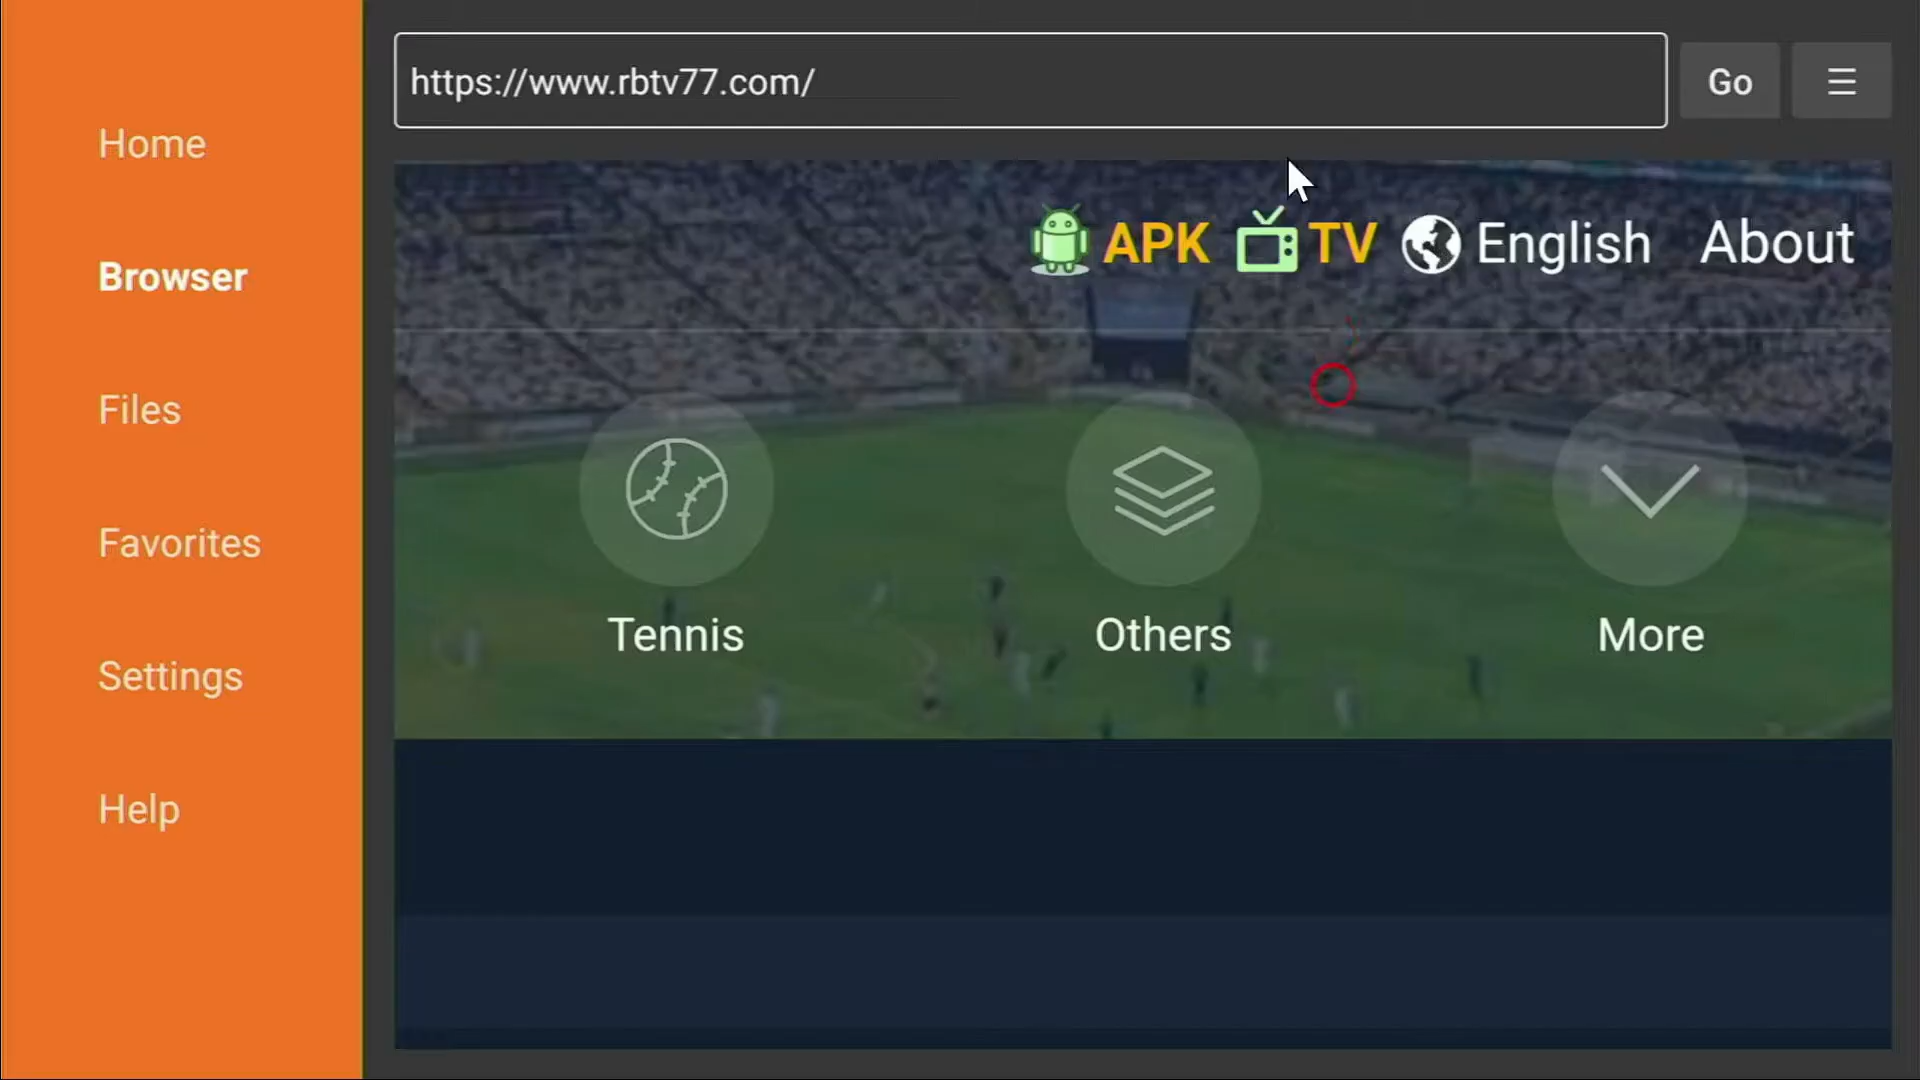 Home
Browser
Files
Favorites
Settings
Help
https://www.rbtv77.com/
Go
APK TV English About
Tennis
Others
More